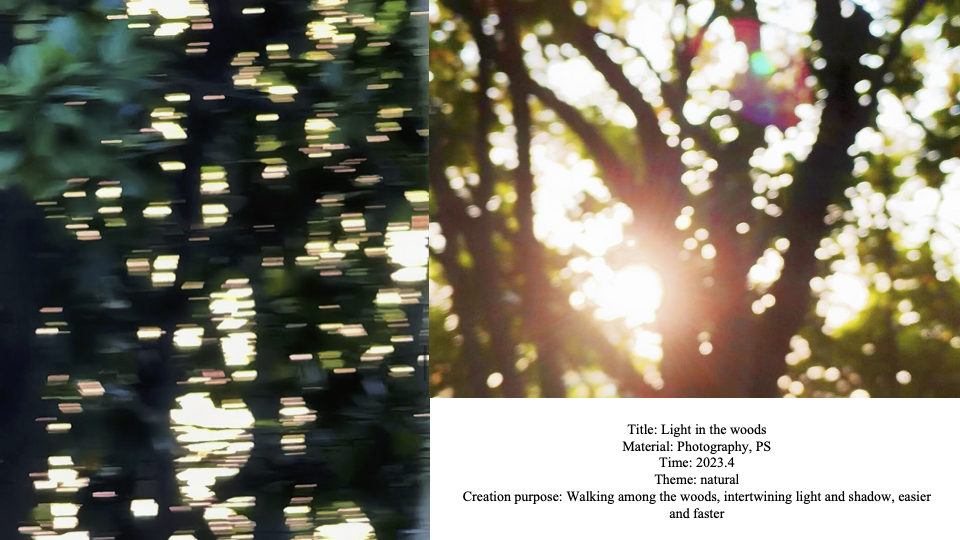 Title: Light in the woods
Material: Photography, PS
Time: 2023.4
Theme: natural
Creation purpose: Walking among the woods, intertwining light and shadow, easier
and faster